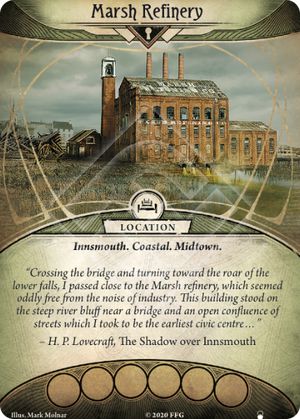 Marsh Refinery
LOCATION
Innsmouth. Coastal. Midtown.
“Crossing the bridge and turning toward the roar of the
lower falls, I passed close to the Marsh refinery, which seemed
oddly free from the noise of industry. This building stood on
the steep river bluff near a bridge and an open confluence of
streets which I took to be the earliest civic centre…”
– H. P. Lovecraft, The Shadow over Innsmouth
Illus. Mark Molnar
© 2020 FFG